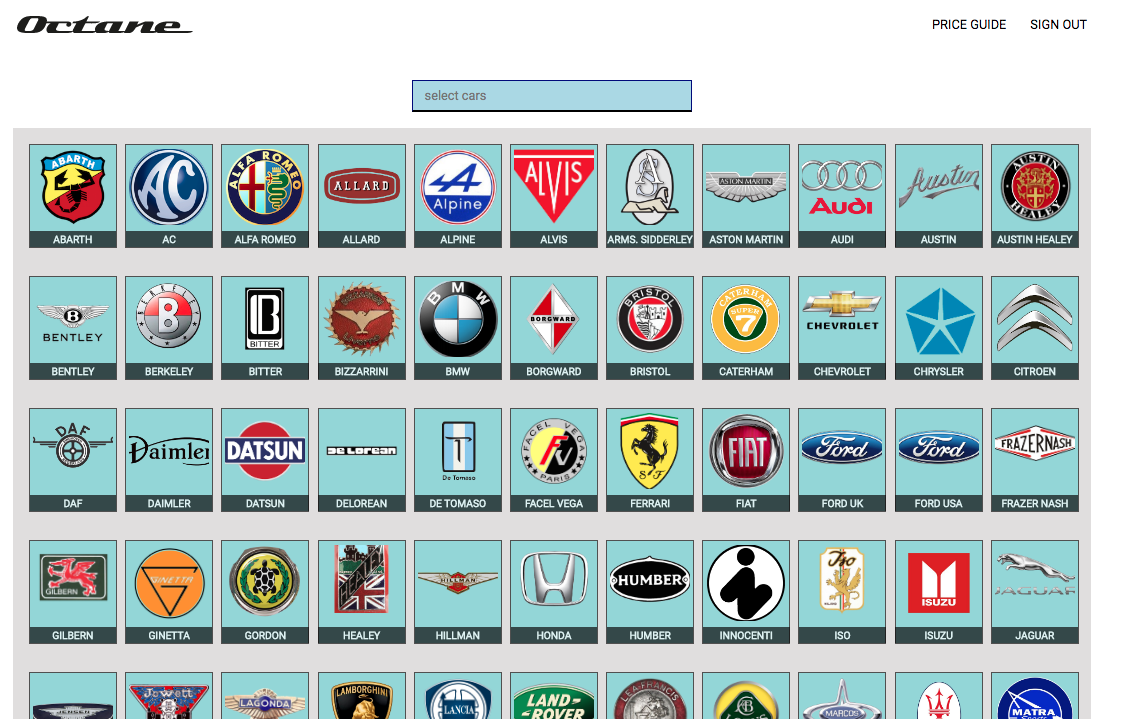 Octane
PRICE GUIDE SIGN OUT
select cars
ABARTH AC ALFA ROMEO ALLARD Alpine ALVIS ASTON MARTIN Audi Austin AUSTIN HEALEY
ABARTH AC ALFA ROMEO ALLARD ALPINE ALVIS ARMS. SIDDERLEY ASTON MARTIN AUDI AUSTIN AUSTIN HEALEY
B BENTLEY BERKELEY B B BITTER BMW BORGWARD BRISTOL CATERHAM SUPER 7 CHEVROLET
BENTLEY BERKELEY BITTER BIZZARRINI BMW BORGWARD BRISTOL CATERHAM CHEVROLET CHRYSLER CITROEN
DAF Daimler DATSUN DeLorean De Tomaso FACEL VEGA FV PARIS S F FIAT Ford Ford FRAZERNASH
DAF DAIMLER DATSUN DELOREAN DE TOMASO FACEL VEGA FERRARI FIAT FORD UK FORD USA FRAZER NASH
GILBERN GINETTA HILLMAN HUMBER Iso ISUZU JAGUAR
GILBERN GINETTA GORDON HEALEY HILLMAN HONDA HUMBER INNOCENTI ISO ISUZU JAGUAR
JENSEN Jowett LAGONDA LAMBORGHINI LANCIA LAND-ROVER LEA-FRANCIS MARCOS MATRA